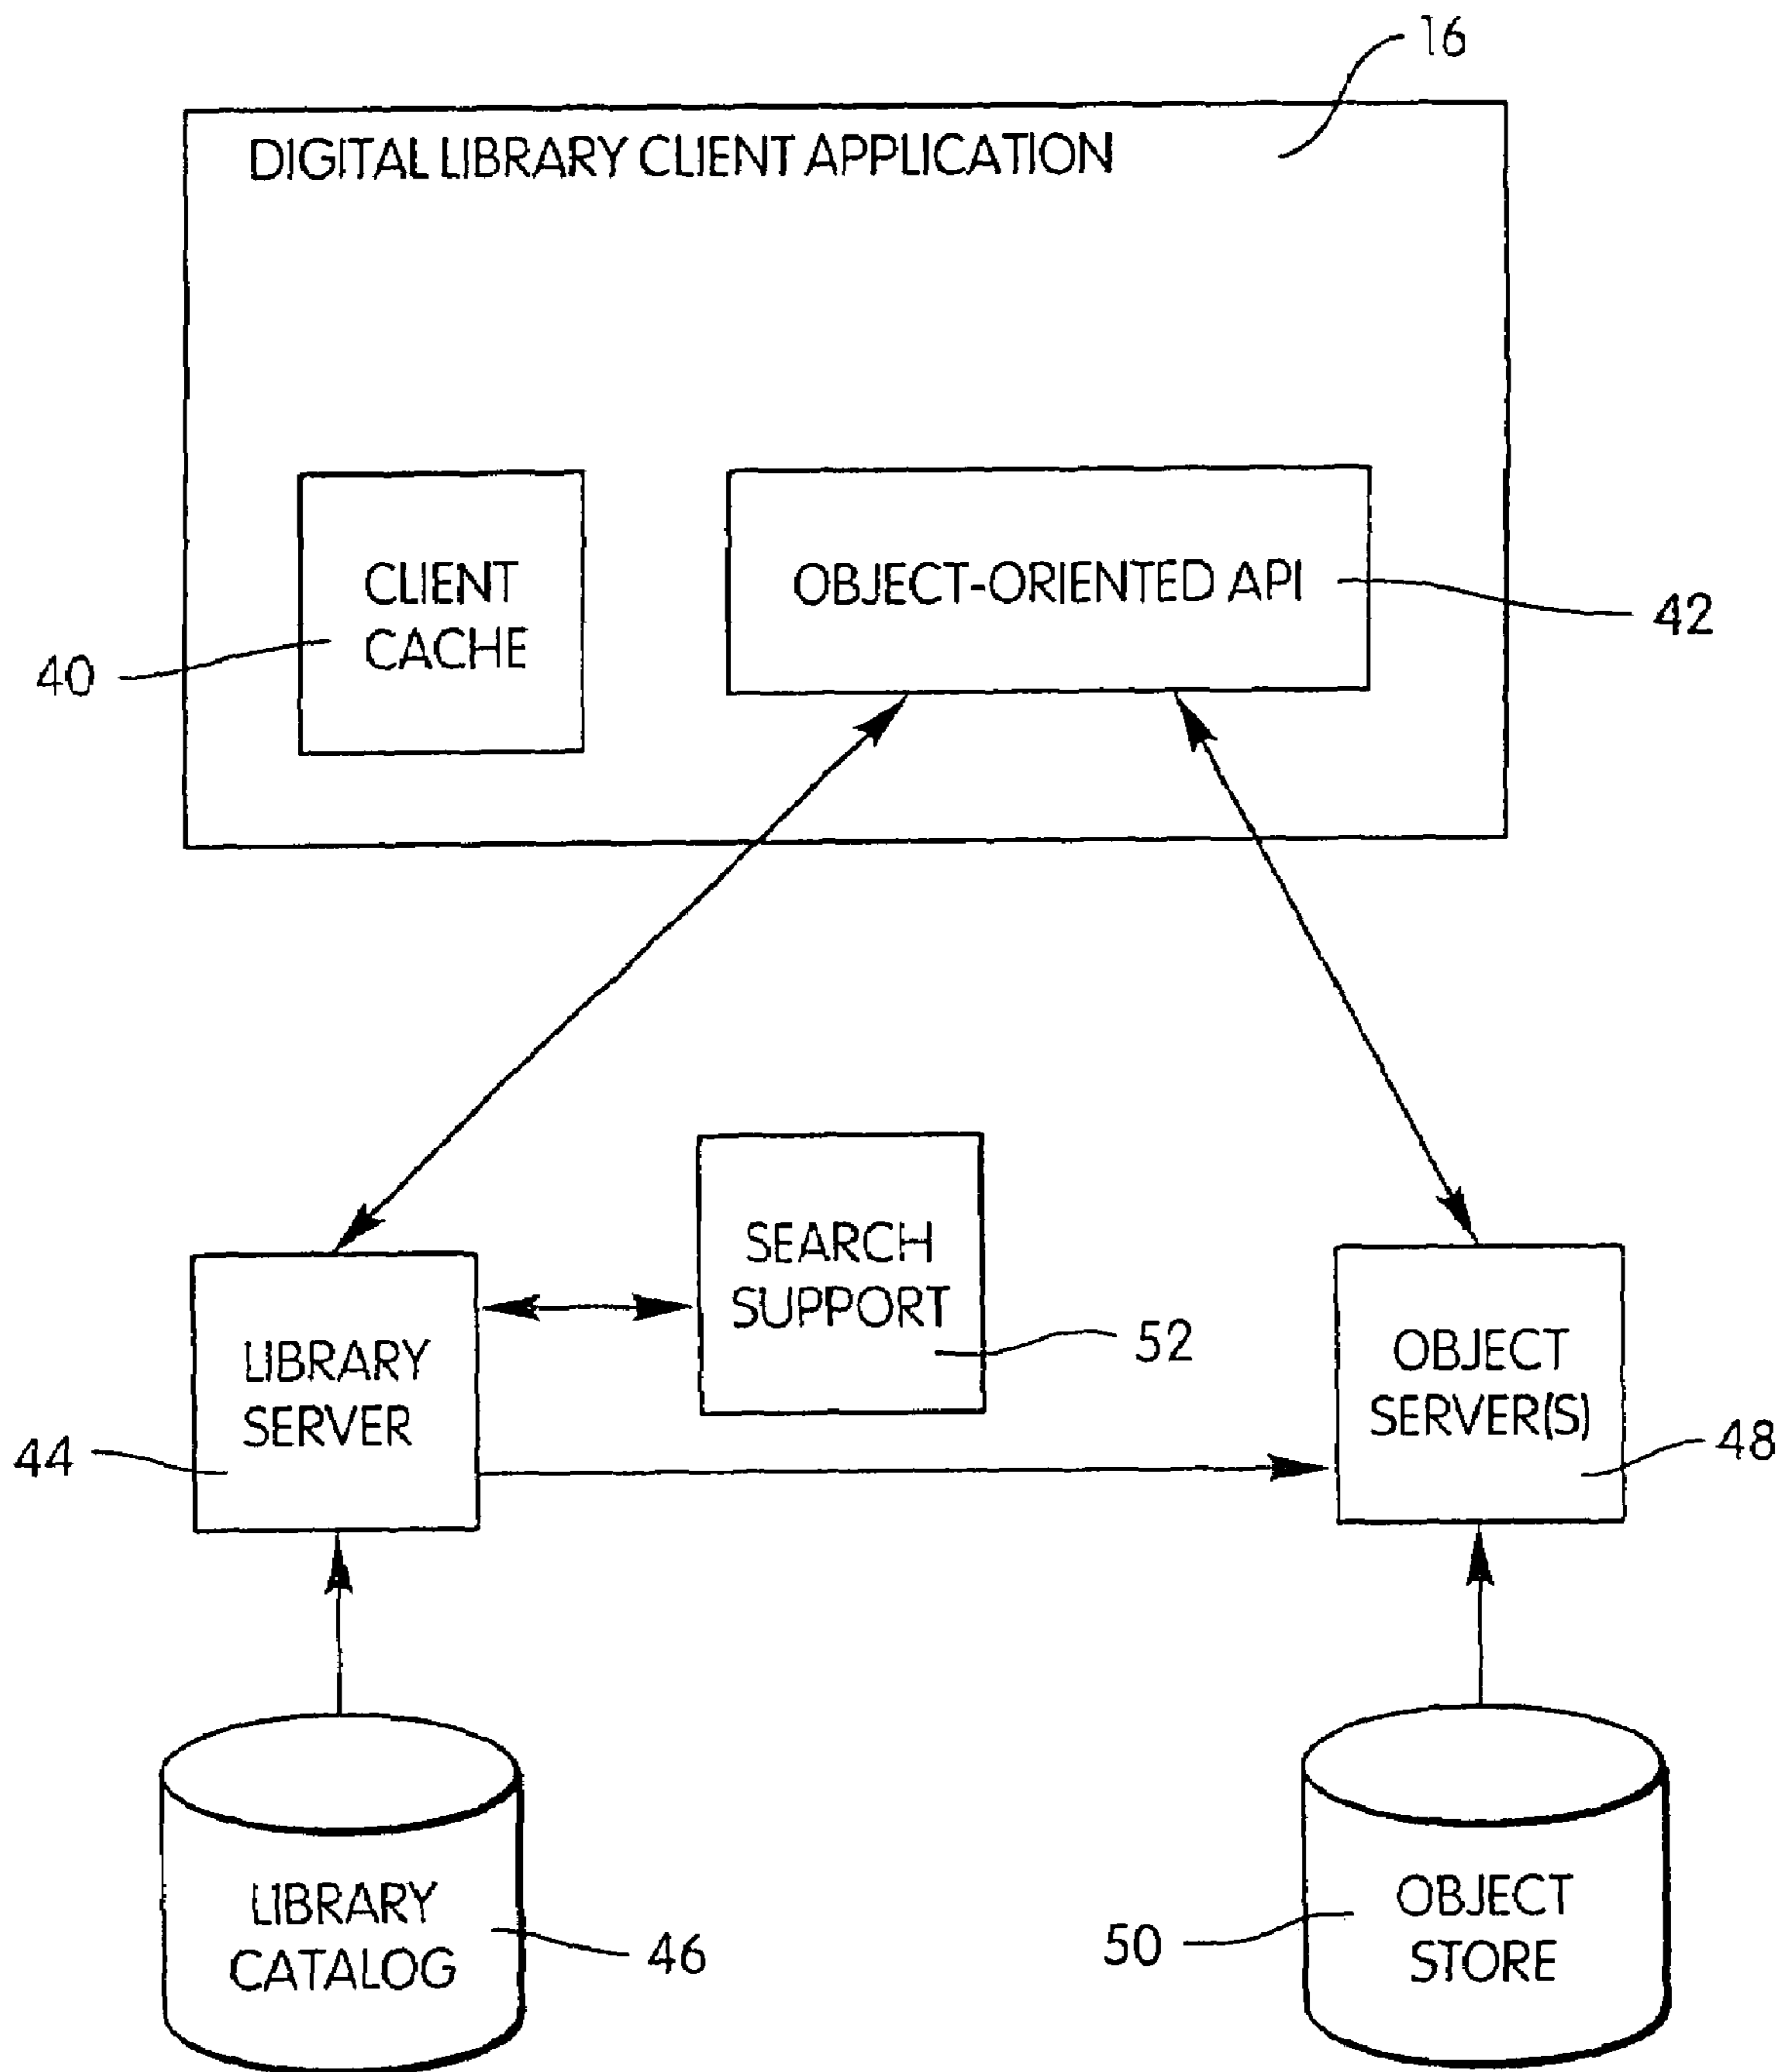 16
DIGITAL LIBRARY CLIENT APPLICATION
CLIENT
CACHE
40
OBJECT-ORIENTED API
42
SEARCH
SUPPORT
52
LIBRARY
SERVER
44
OBJECT
SERVER(S)
48
LIBRARY
CATALOG
46
OBJECT
STORE
50